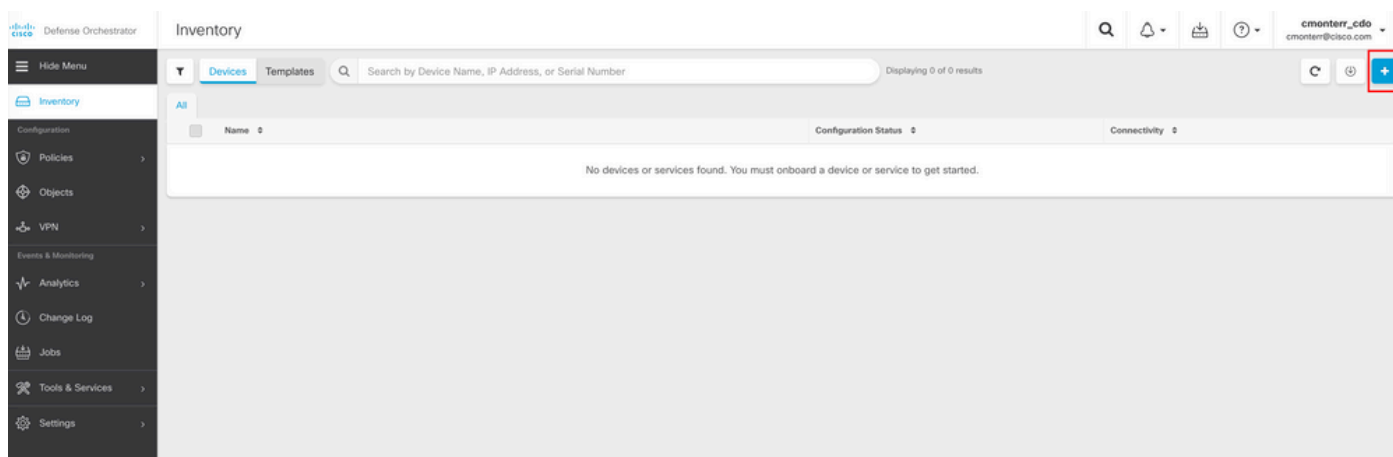 CISCO Defense Orchestrator
Inventory
cmonterr_cdo
cmonterr@cisco.com
Hide Menu
Inventory
Configuration
Policies
Objects
VPN
Events & Monitoring
Analytics
Change Log
Jobs
Tools & Services
Settings
Devices Templates Search by Device Name, IP Address, or Serial Number Displaying 0 of 0 results
All
Name Configuration Status Connectivity
No devices or services found. You must onboard a device or service to get started.